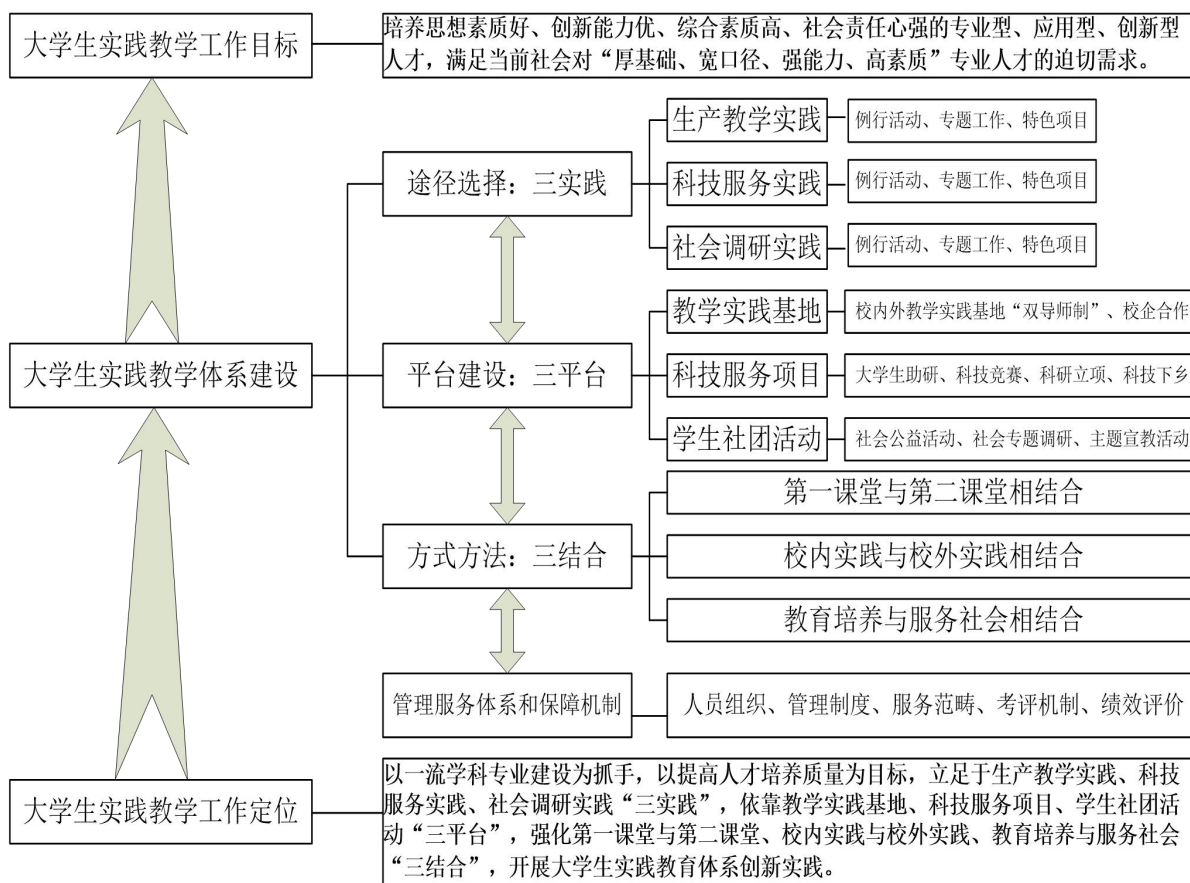 大学生实践教学工作目标
培养思想素质好、创新能力优、综合素质高、社会责任心强的专业型、应用型、创新型
人才，满足当前社会对“厚基础、宽口径、强能力、高素质”专业人才的迫切需求。
生产教学实践
例行活动、专题工作、特色项目
途径选择：三实践
科技服务实践
例行活动、专题工作、特色项目
社会调研实践
例行活动、专题工作、特色项目
教学实践基地
校内外教学实践基地“双导师制”、校企合作
大学生实践教学体系建设
平台建设：三平台
科技服务项目
大学生助研、科技竞赛、科研立项、科技下乡
学生社团活动
社会公益活动、社会专题调研、主题宣教活动
第一课堂与第二课堂相结合
方式方法：三结合
校内实践与校外实践相结合
教育培养与服务社会相结合
管理服务体系和保障机制
人员组织、管理制度、服务范畴、考评机制、绩效评价
大学生实践教学工作定位
以一流学科专业建设为抓手，以提高人才培养质量为目标，立足于生产教学实践、科技
服务实践、社会调研实践“三实践”，依靠教学实践基地、科技服务项目、学生社团活
动“三平台”，强化第一课堂与第二课堂、校内实践与校外实践、教育培养与服务社会
“三结合”，开展大学生实践教育体系创新实践。